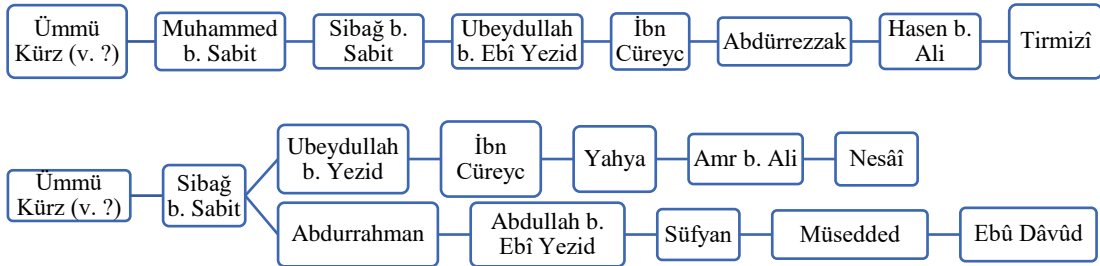 Ümmü
Kürz (v. ?)
Muhammed
b. Sabit
Sibağ b.
Sabit
Ubeydullah
b. Ebî Yezid
İbn
Cüreyc
Abdürrezzak
Hasen b.
Ali
Tirmizî
Ümmü
Kürz (v. ?)
Sibağ
b. Sabit
Ubeydullah
b. Yezid
İbn
Cüreyc
Yahya
Amr b. Ali
Nesâî
Abdurrahman
Abdullah b.
Ebî Yezid
Süfyan
Müsedded
Ebû Dâvûd